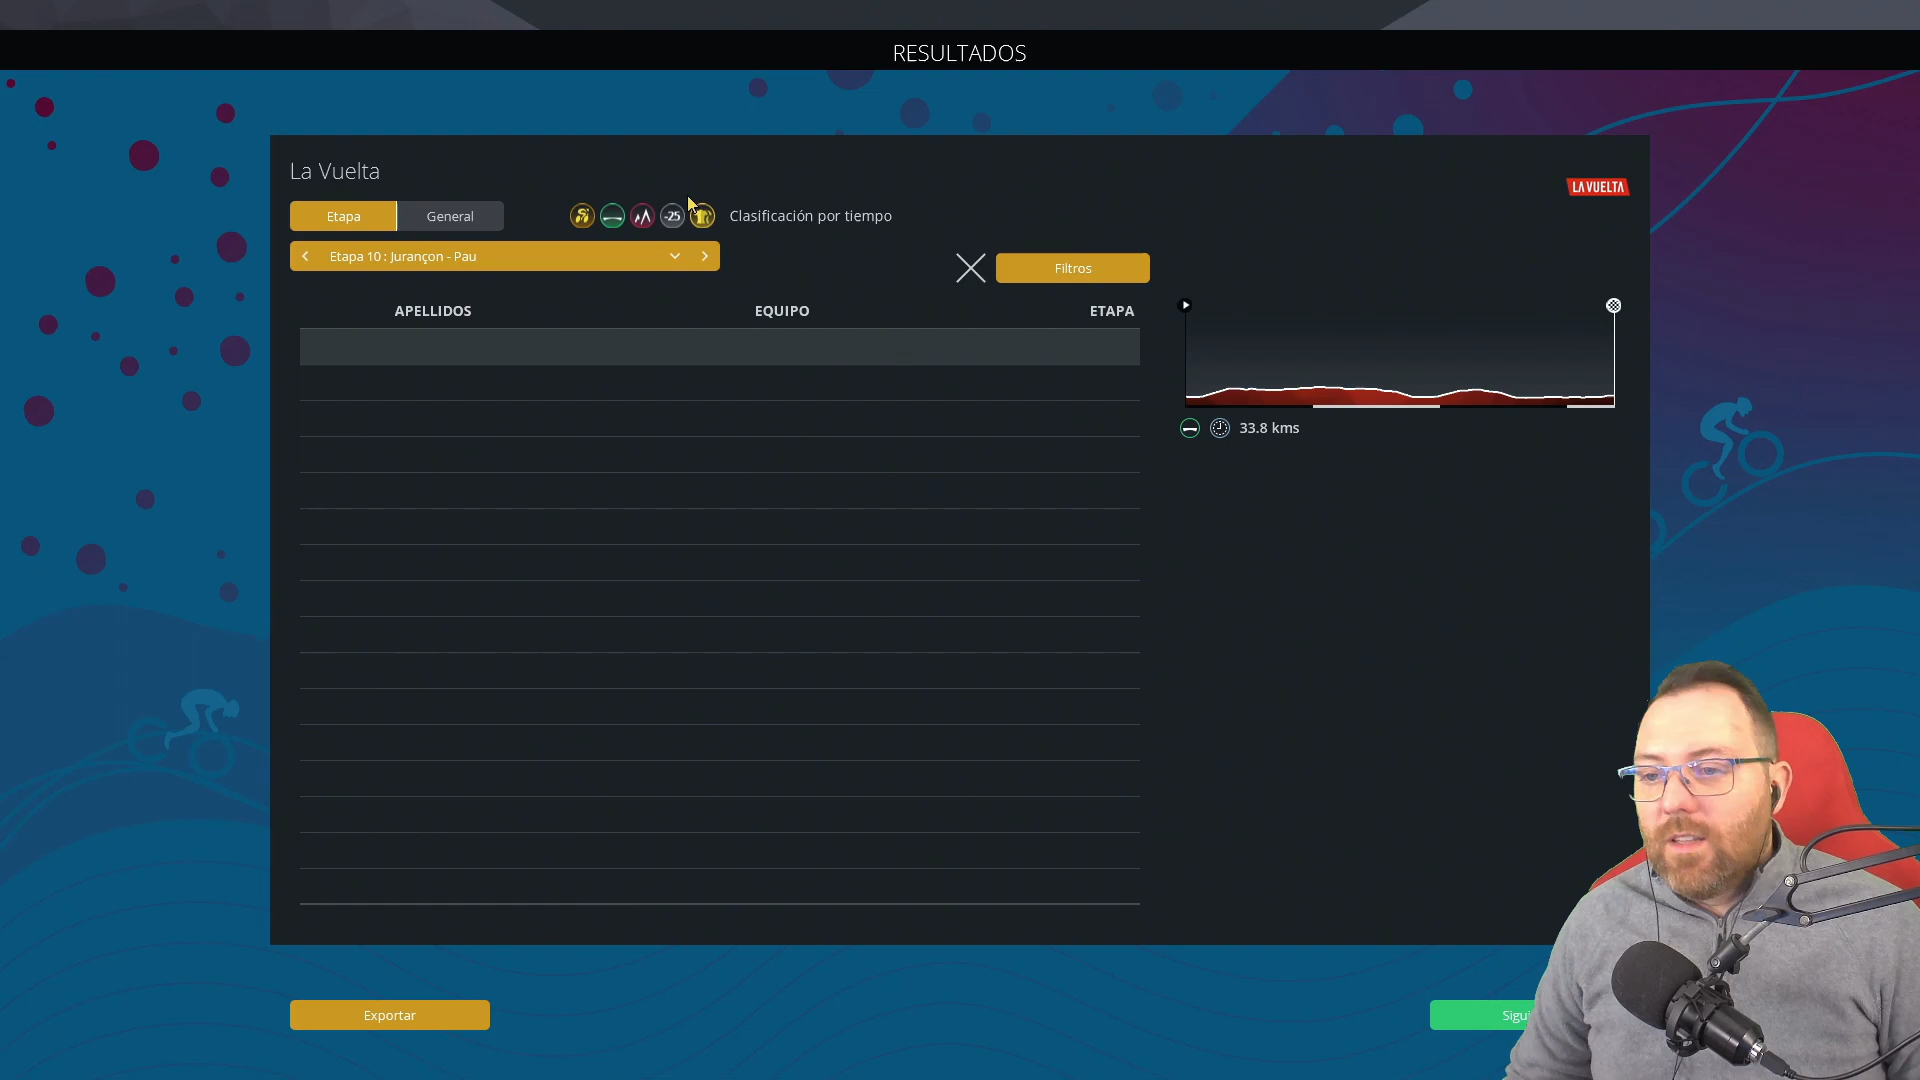 RESULTADOS
La Vuelta
LA VUELTA
Etapa
General
-25
Clasificación por tiempo
Etapa 10 : Jurançon - Pau
Filtros
APELLIDOS EQUIPO ETAPA
33.8 kms
Exportar
Sigui